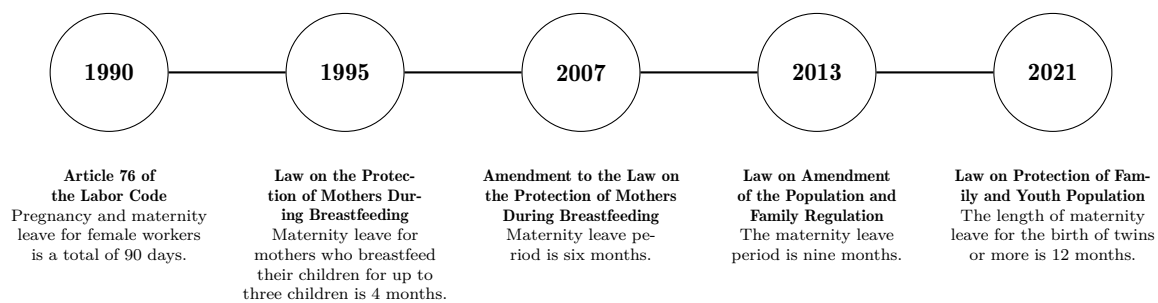 1990
1995
2007
2013
2021
Article 76 of
the Labor Code
Pregnancy and maternity
leave for female workers
is a total of 90 days.
Law on the Protec-
tion of Mothers Dur-
ing Breastfeeding
Maternity leave for
mothers who breastfeed
their children for up to
three children is 4 months.
Amendment to the Law on
the Protection of Mothers
During Breastfeeding
Maternity leave pe-
riod is six months.
Law on Amendment
of the Population and
Family Regulation
The maternity leave
period is nine months.
Law on Protection of Fam-
ily and Youth Population
The length of maternity
leave for the birth of twins
or more is 12 months.